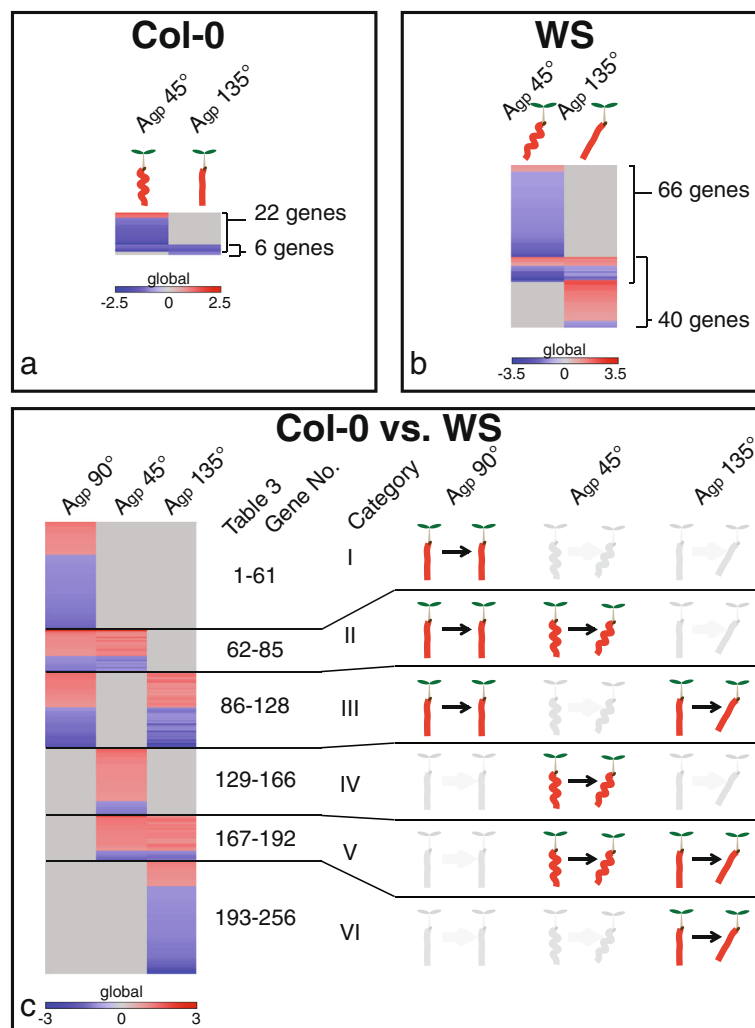 Col-0
Agp 45°
Agp 135°
22 genes
6 genes
global
-2.5 0 2.5
a
WS
Agp 45°
Agp 135°
66 genes
40 genes
global
-3.5 0 3.5
b
Col-0 vs. WS
Agp 90°
Agp 45°
Agp 135°
Table 3
Gene No.
Category
Agp 90°
Agp 45°
Agp 135°
1-61 I
62-85 II
86-128 III
129-166 IV
167-192 V
193-256 VI
global
-3 0 3
c